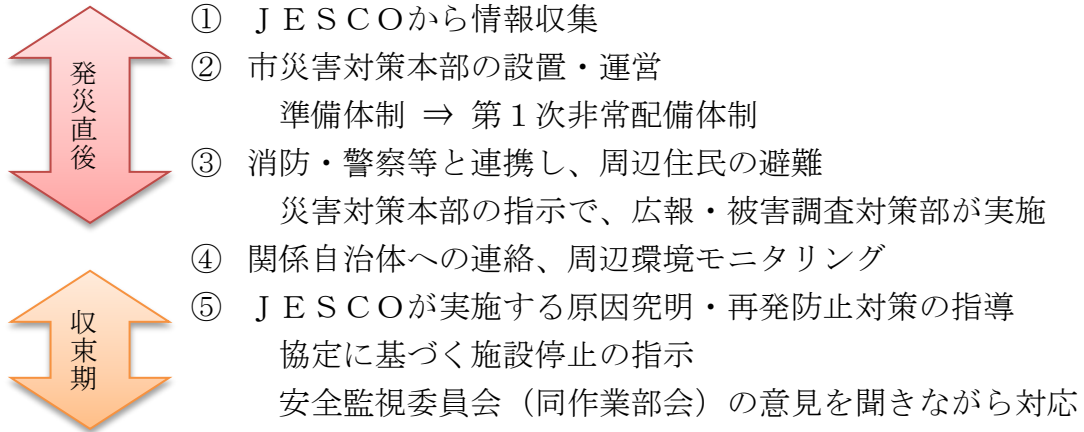 発災直後
① ＪＥＳＣＯから情報収集
② 市災害対策本部の設置・運営
準備体制 ⇒ 第１次非常配備体制
③ 消防・警察等と連携し、周辺住民の避難
災害対策本部の指示で、広報・被害調査対策部が実施
④ 関係自治体への連絡、周辺環境モニタリング
収束期
⑤ ＪＥＳＣＯが実施する原因究明・再発防止対策の指導
協定に基づく施設停止の指示
安全監視委員会（同作業部会）の意見を聞きながら対応